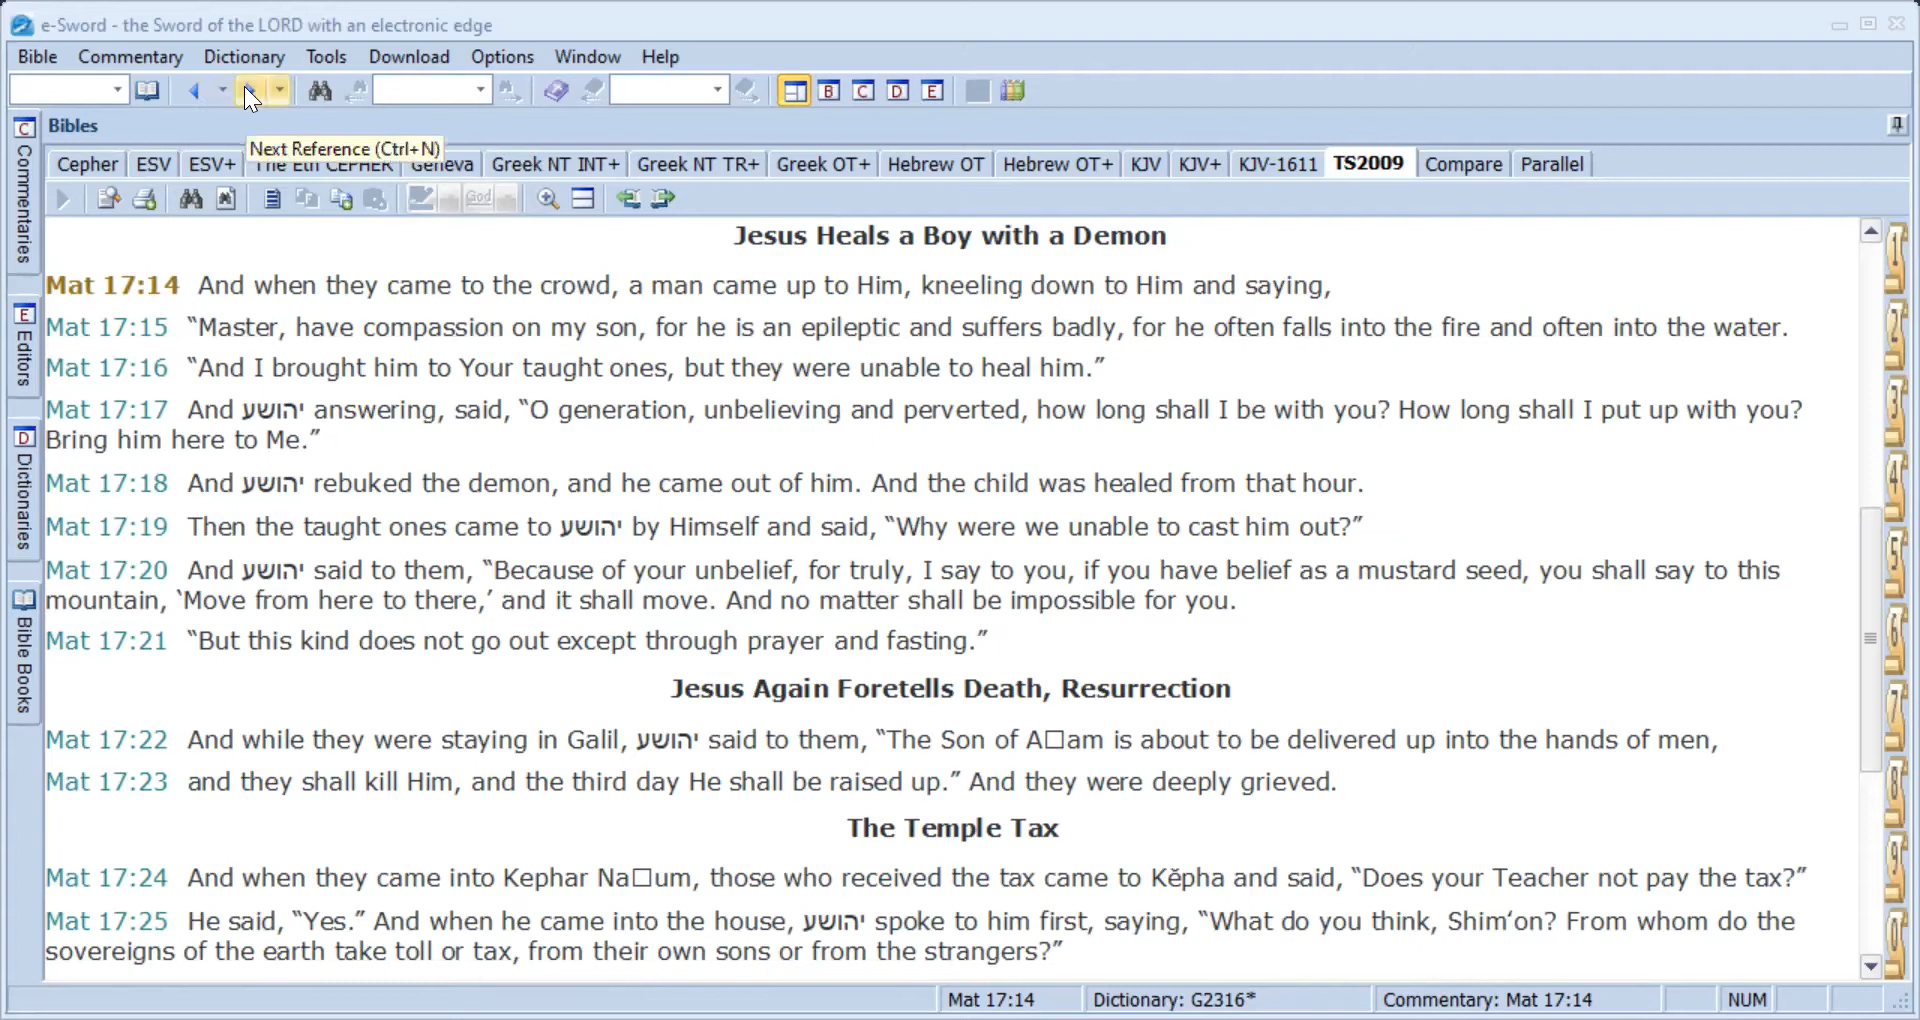 e-Sword - the Sword of the LORD with an electronic edge
Bible Commentary Dictionary Tools Download Options Window Help
B C D E
Bibles
Next Reference (Ctrl+N)
Cepher ESV ESV+ The Eth CEPHER Geneva Greek NT INT+ Greek NT TR+ Greek OT+ Hebrew OT Hebrew OT+ KJV KJV+ KJV-1611 TS2009 Compare Parallel
God
C Commentaries
E Editors
D Dictionaries
Bible Books
Jesus Heals a Boy with a Demon
Mat 17:14 And when they came to the crowd, a man came up to Him, kneeling down to Him and saying,
Mat 17:15 “Master, have compassion on my son, for he is an epileptic and suffers badly, for he often falls into the fire and often into the water.
Mat 17:16 “And I brought him to Your taught ones, but they were unable to heal him.”
Mat 17:17 And יהושע answering, said, “O generation, unbelieving and perverted, how long shall I be with you? How long shall I put up with you?
Bring him here to Me.”
Mat 17:18 And יהושע rebuked the demon, and he came out of him. And the child was healed from that hour.
Mat 17:19 Then the taught ones came to יהושע by Himself and said, “Why were we unable to cast him out?”
Mat 17:20 And יהושע said to them, “Because of your unbelief, for truly, I say to you, if you have belief as a mustard seed, you shall say to this
mountain, ‘Move from here to there,’ and it shall move. And no matter shall be impossible for you.
Mat 17:21 “But this kind does not go out except through prayer and fasting.”
Jesus Again Foretells Death, Resurrection
Mat 17:22 And while they were staying in Galil, יהושע said to them, “The Son of A□am is about to be delivered up into the hands of men,
Mat 17:23 and they shall kill Him, and the third day He shall be raised up.” And they were deeply grieved.
The Temple Tax
Mat 17:24 And when they came into Kephar Na□um, those who received the tax came to Kĕpha and said, “Does your Teacher not pay the tax?”
Mat 17:25 He said, “Yes.” And when he came into the house, יהושע spoke to him first, saying, “What do you think, Shim‘on? From whom do the
sovereigns of the earth take toll or tax, from their own sons or from the strangers?”
1
2
3
4
5
6
7
8
9
0
Mat 17:14 Dictionary: G2316* Commentary: Mat 17:14 NUM